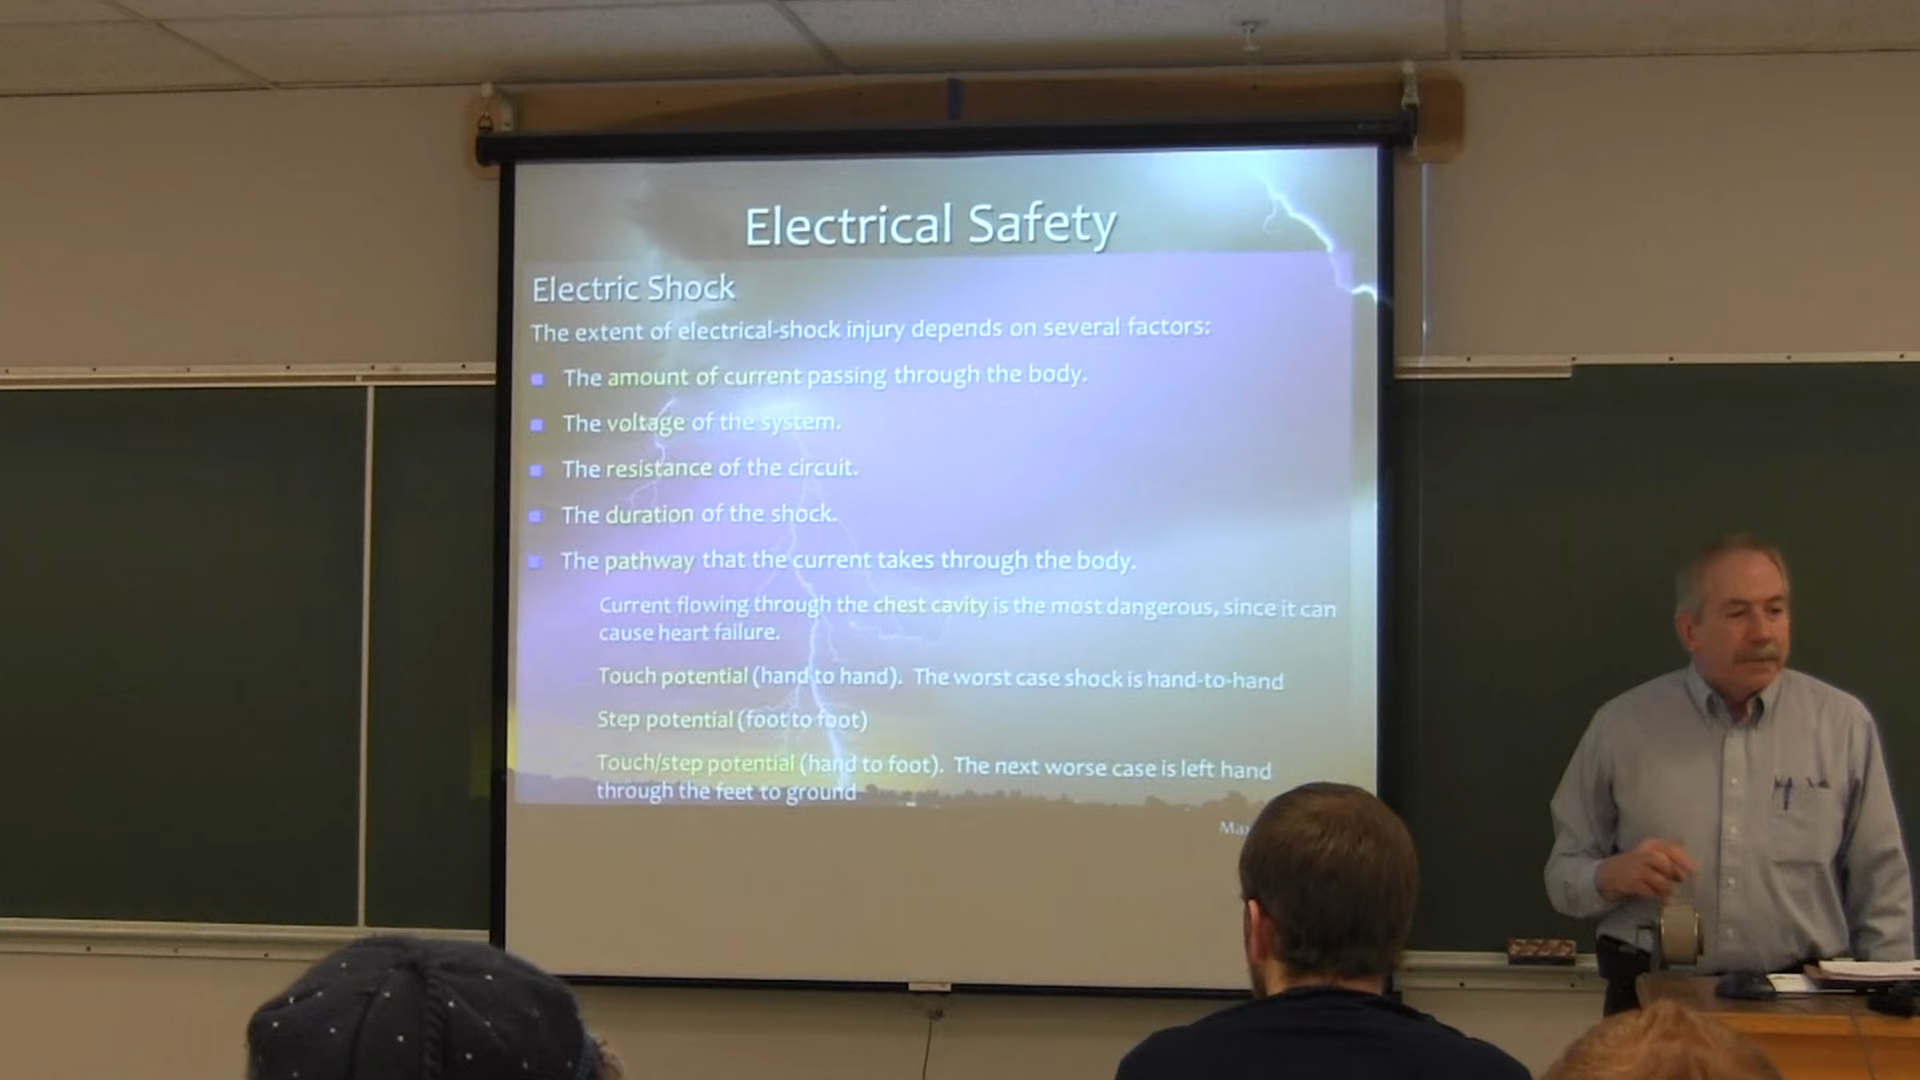 Electrical Safety
Electric Shock
The extent of electrical-shock injury depends on several factors:
The amount of current passing through the body.
The voltage of the system.
The resistance of the circuit.
The duration of the shock.
The pathway that the current takes through the body.
Current flowing through the chest cavity is the most dangerous, since it can
cause heart failure.
Touch potential (hand to hand). The worst case shock is hand-to-hand
Step potential (foot to foot)
Touch/step potential (hand to foot). The next worse case is left hand
through the feet to ground